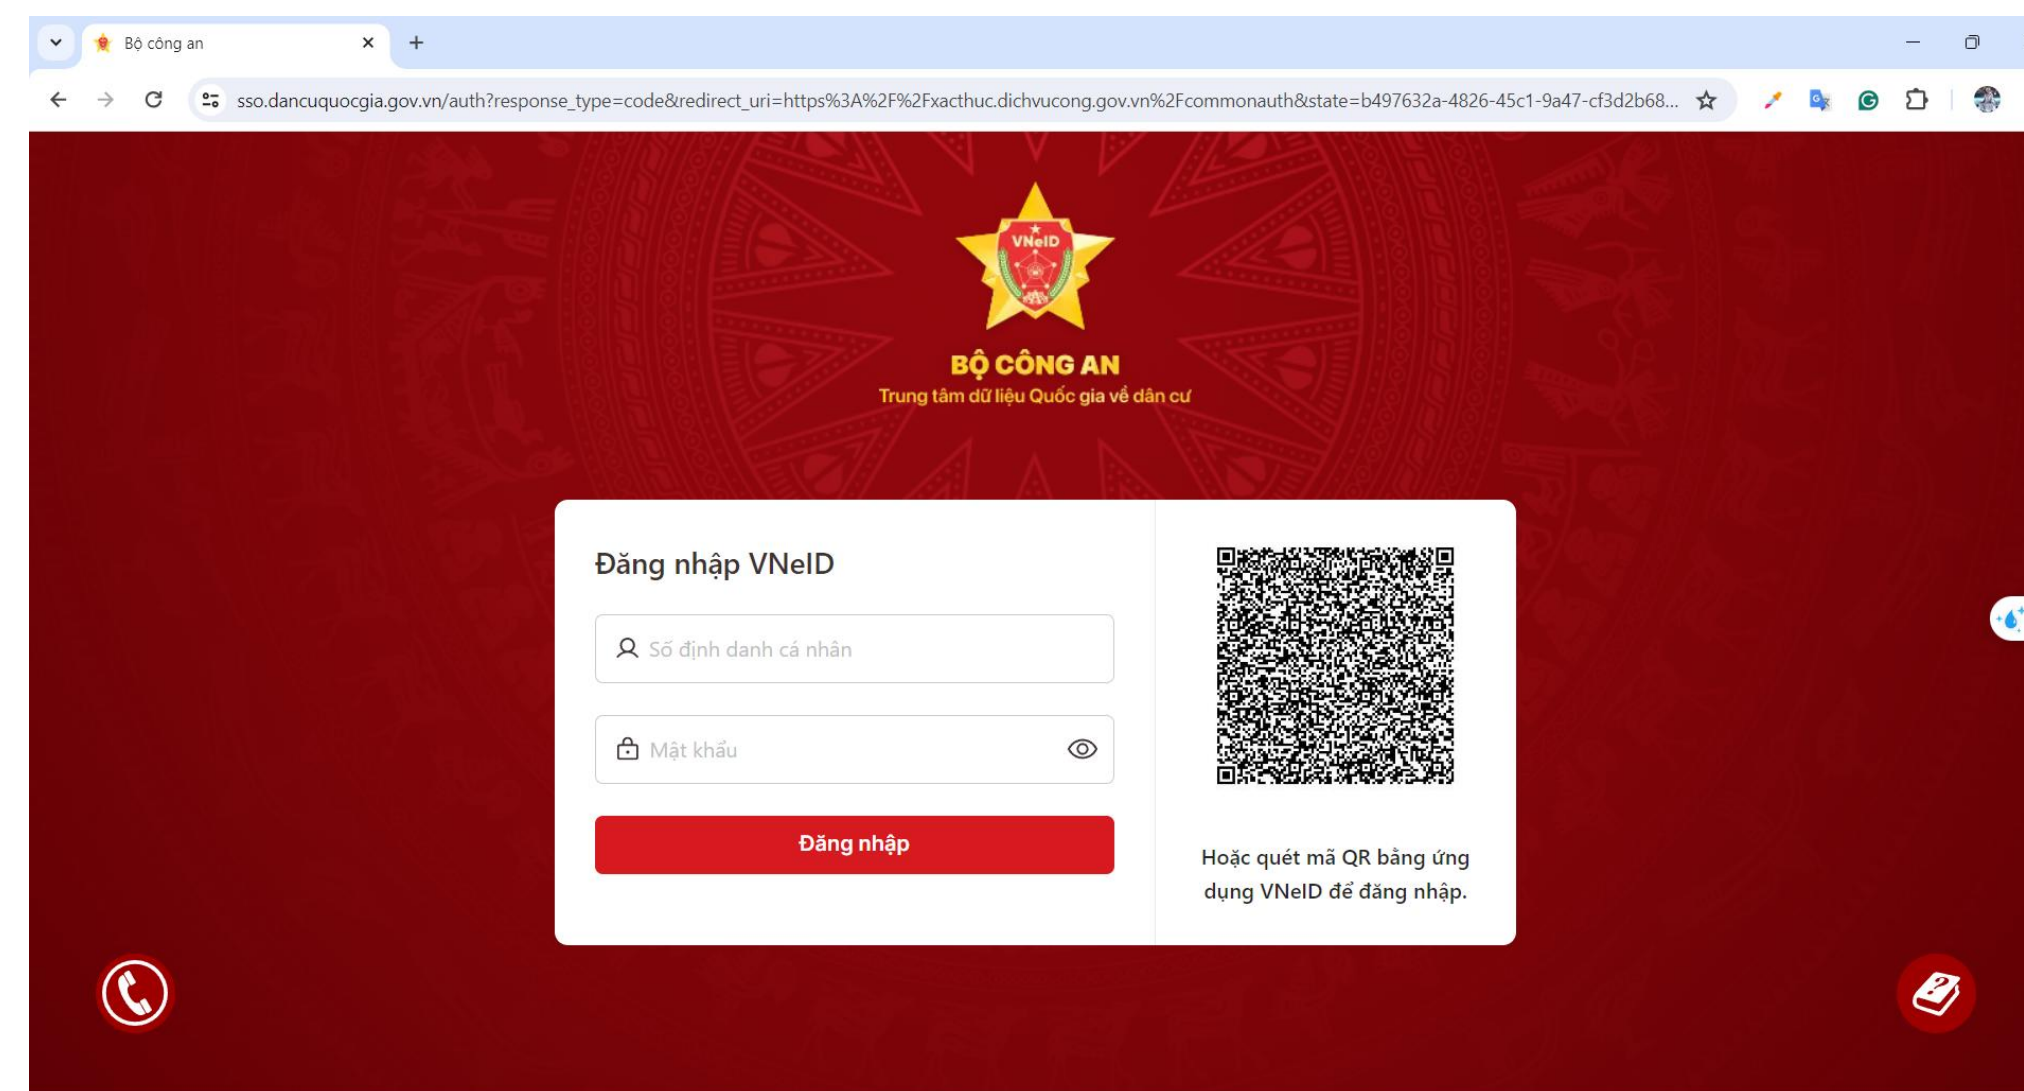 Bộ công an
sso.dancuquocgia.gov.vn/auth?response_type=code&redirect_uri=https%3A%2F%2Fxacthuc.dichvucong.gov.vn%2Fcommonauth&state=b497632a-4826-45c1-9a47-cf3d2b68...
VNeID
BỘ CÔNG AN
Trung tâm dữ liệu Quốc gia về dân cư
Đăng nhập VNeID
Số định danh cá nhân
Mật khẩu
Đăng nhập
Hoặc quét mã QR bằng ứng
dụng VNeID để đăng nhập.